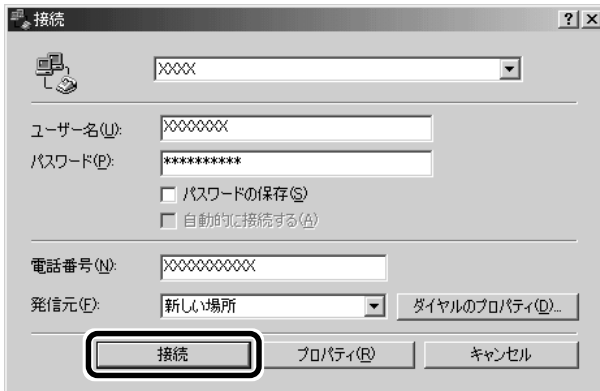 接続
XXXX
ユーザー名(U): XXXXXXX
パスワード(P): **********
パスワードの保存(S)
自動的に接続する(A)
電話番号(N): XXXXXXXXXX
発信元(F): 新しい場所 ダイヤルのプロパティ(D)...
接続 プロパティ(R) キャンセル